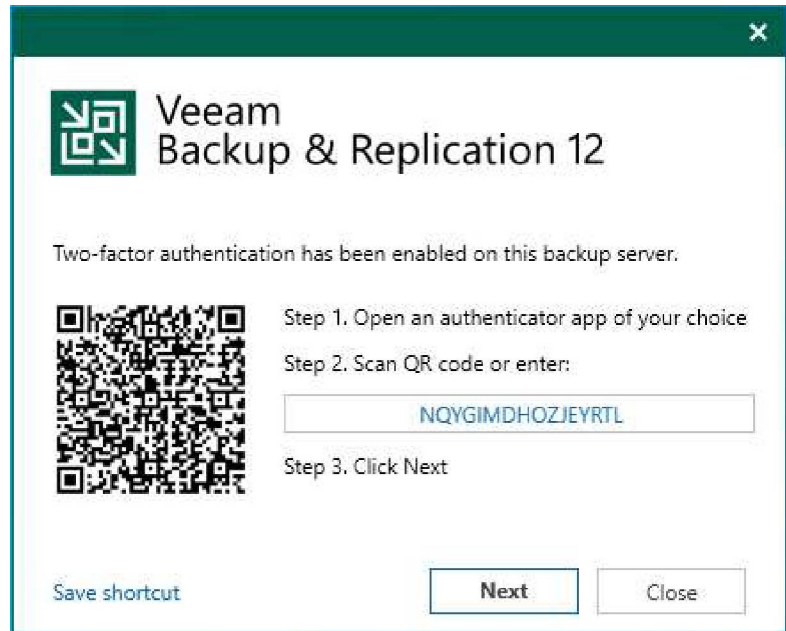 Veeam
Backup & Replication 12
Two-factor authentication has been enabled on this backup server.
Step 1. Open an authenticator app of your choice
Step 2. Scan QR code or enter:
NQYGIMDHOZJEYRTL
Step 3. Click Next
Save shortcut
Next
Close